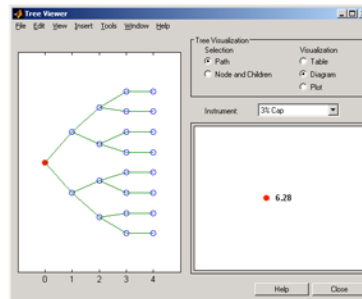 Tree Viewer
File Edit View Insert Tools Window Help
Tree Visualization
Selection
Visualization
Path
Table
Node and Children
Diagram
Plot
Instrument:
3% Cap
6.28
0 1 2 3 4
Help
Close